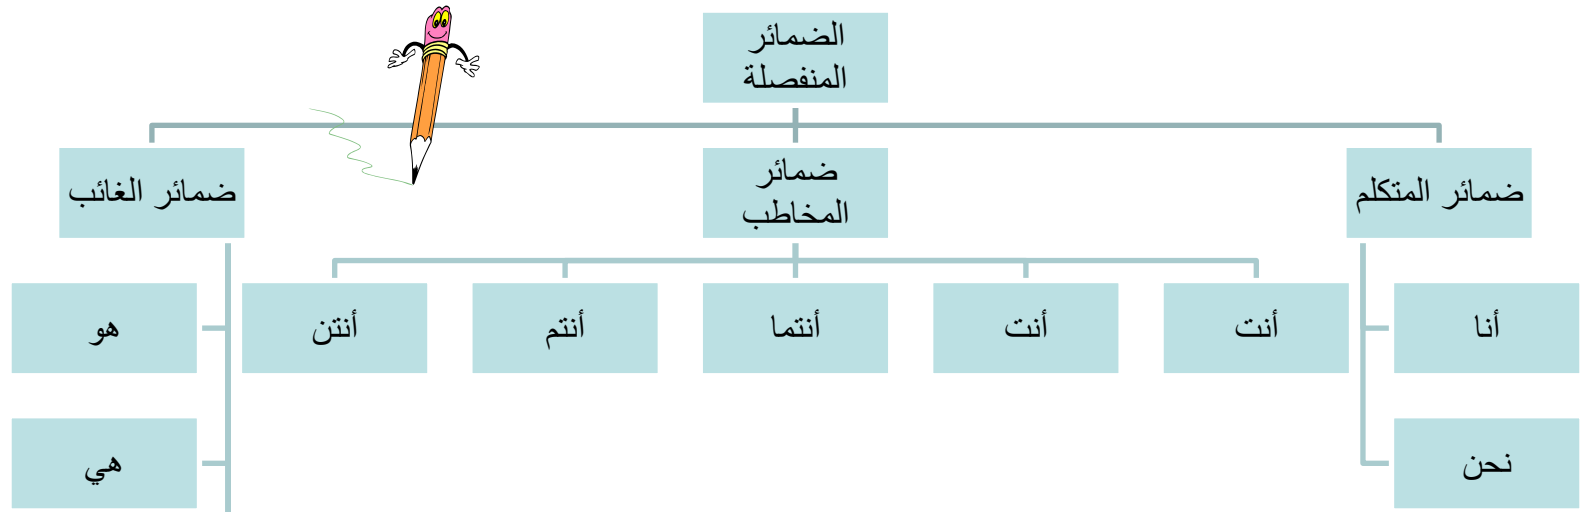 الضمائر
المنفصلة
ضمائر المتكلم
ضمائر
المخاطب
ضمائر الغائب
أنا
أنت
أنت
أنتما
أنتم
أنتن
هو
نحن
هي